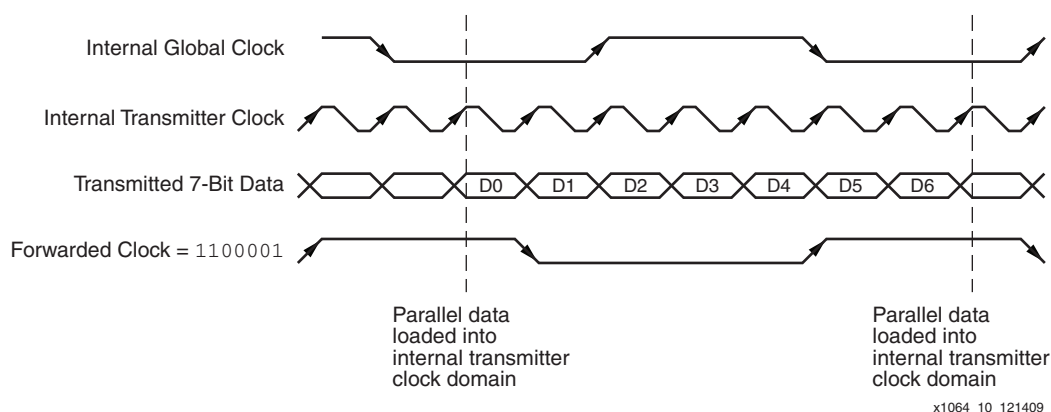 Internal Global Clock
Internal Transmitter Clock
Transmitted 7-Bit Data
D0 D1 D2 D3 D4 D5 D6
Forwarded Clock = 1100001
Parallel data
loaded into
internal transmitter
clock domain
Parallel data
loaded into
internal transmitter
clock domain
x1064_10_121409